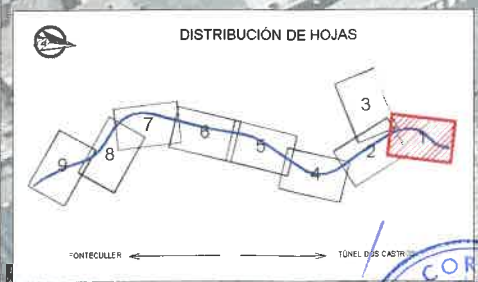 DISTRIBUCIÓN DE HOJAS
3
1
7
6
2
8
5
9
4
FONTECULLER
TÚNEL DOS CASTR
COR